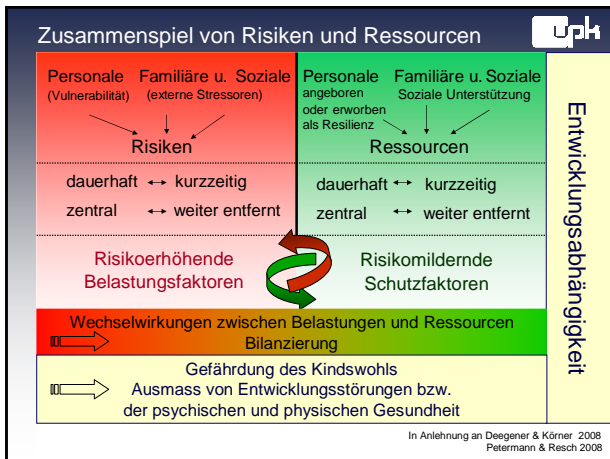 Zusammenspiel von Risiken und Ressourcen
upk
Personale
(Vulnerabilität)
Familiäre u. Soziale
(externe Stressoren)
Risiken
dauerhaft ↔ kurzzeitig
zentral ↔ weiter entfernt
Risikoerhöhende
Belastungsfaktoren
Personale
angeboren
oder erworben
als Resilienz
Familiäre u. Soziale
Soziale Unterstützung
Ressourcen
dauerhaft ↔ kurzzeitig
zentral ↔ weiter entfernt
Risikomildernde
Schutzfaktoren
Wechselwirkungen zwischen Belastungen und Ressourcen
Bilanzierung
Gefährdung des Kindswohls
Ausmass von Entwicklungsstörungen bzw.
der psychischen und physischen Gesundheit
Entwicklungsabhängigkeit
In Anlehnung an Deegener & Körner 2008
Petermann & Resch 2008